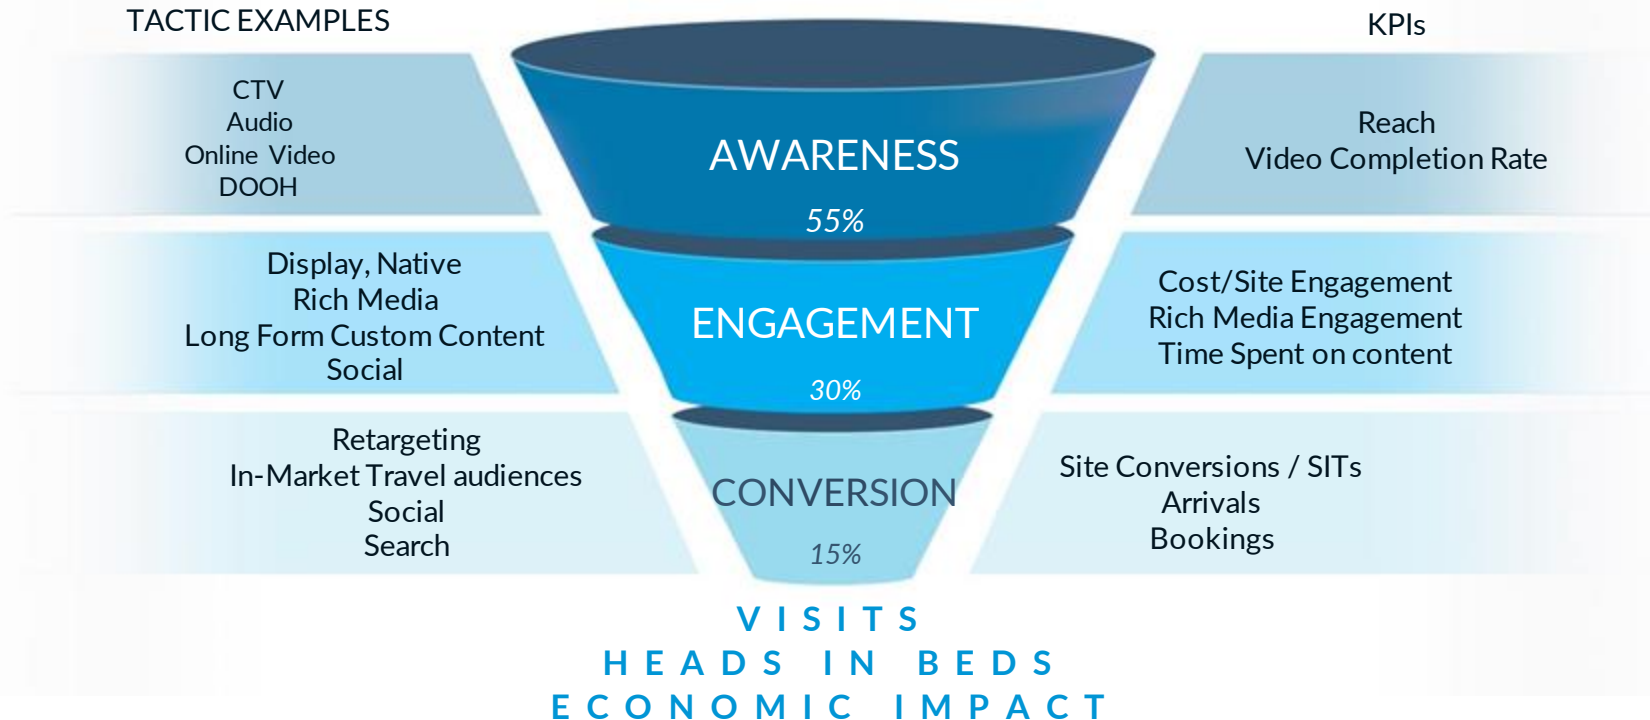 TACTIC EXAMPLES
KPIs
CTV
Audio
Online Video
DOOH
AWARENESS
55%
Reach
Video Completion Rate
Display, Native
Rich Media
Long Form Custom Content
Social
ENGAGEMENT
30%
Cost/Site Engagement
Rich Media Engagement
Time Spent on content
Retargeting
In-Market Travel audiences
Social
Search
CONVERSION
15%
Site Conversions / SITs
Arrivals
Bookings
VISITS
HEADS IN BEDS
ECONOMIC IMPACT